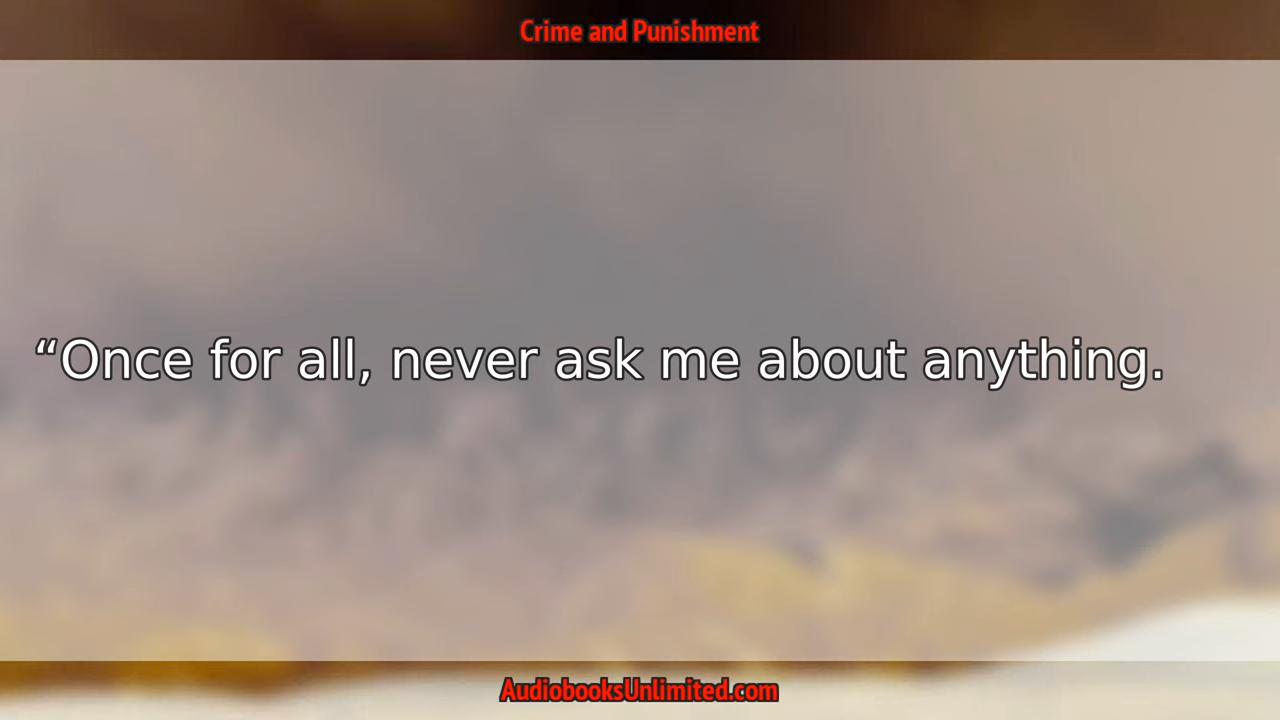 Crime and Punishment
“Once for all, never ask me about anything.
AudiobooksUnlimited.com